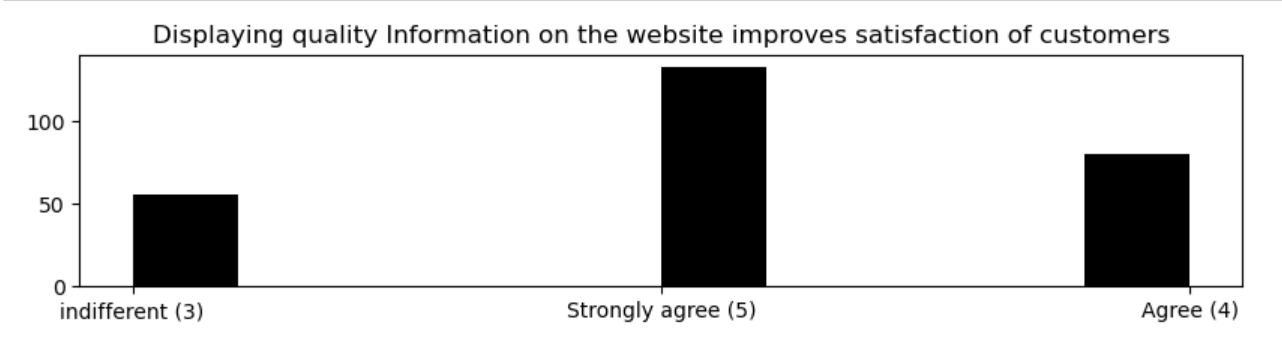 Displaying quality Information on the website improves satisfaction of customers
100
50
0
indifferent (3) Strongly agree (5) Agree (4)